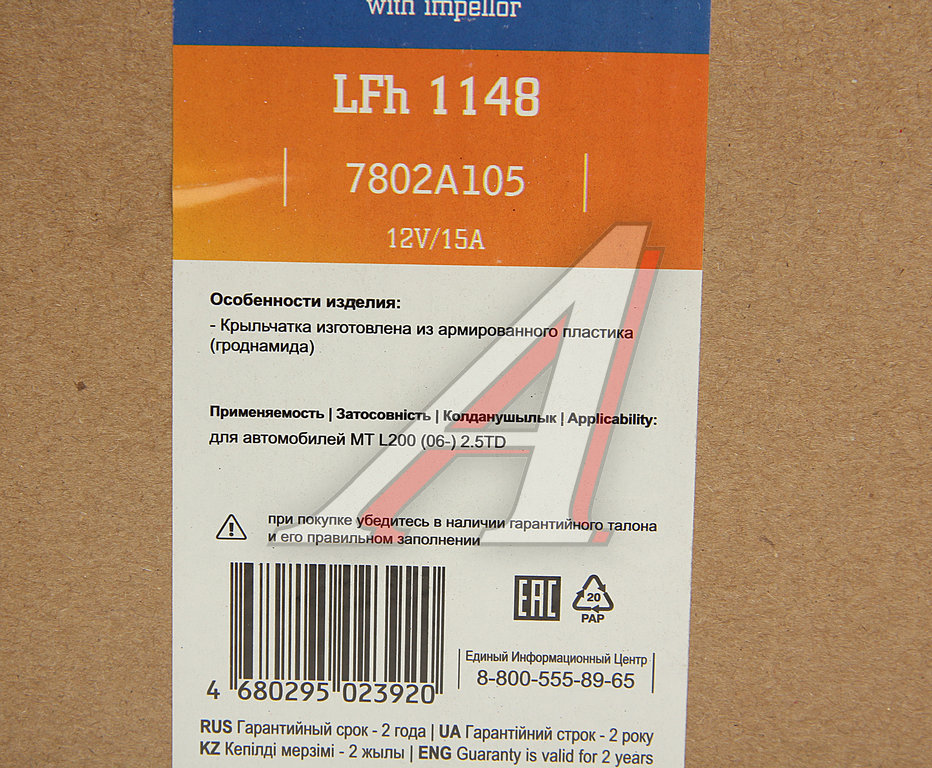 with impellor
LFh 1148
7802A105
12V/15A
Особенности изделия:
- Крыльчатка изготовлена из армированного пластика
(гроднамида)
Применяемость | Затосовність | Колданушылык | Applicability:
для автомобилей MT L200 (06-) 2.5TD
при покупке убедитесь в наличии гарантийного талона
и его правильном заполнении
EAC
20
PAP
Единый Информационный Центр
8-800-555-89-65
4 680295 023920
RUS Гарантийный срок - 2 года | UA Гарантійний строк - 2 року
KZ Кепілді мерзімі - 2 жылы | ENG Guaranty is valid for 2 years